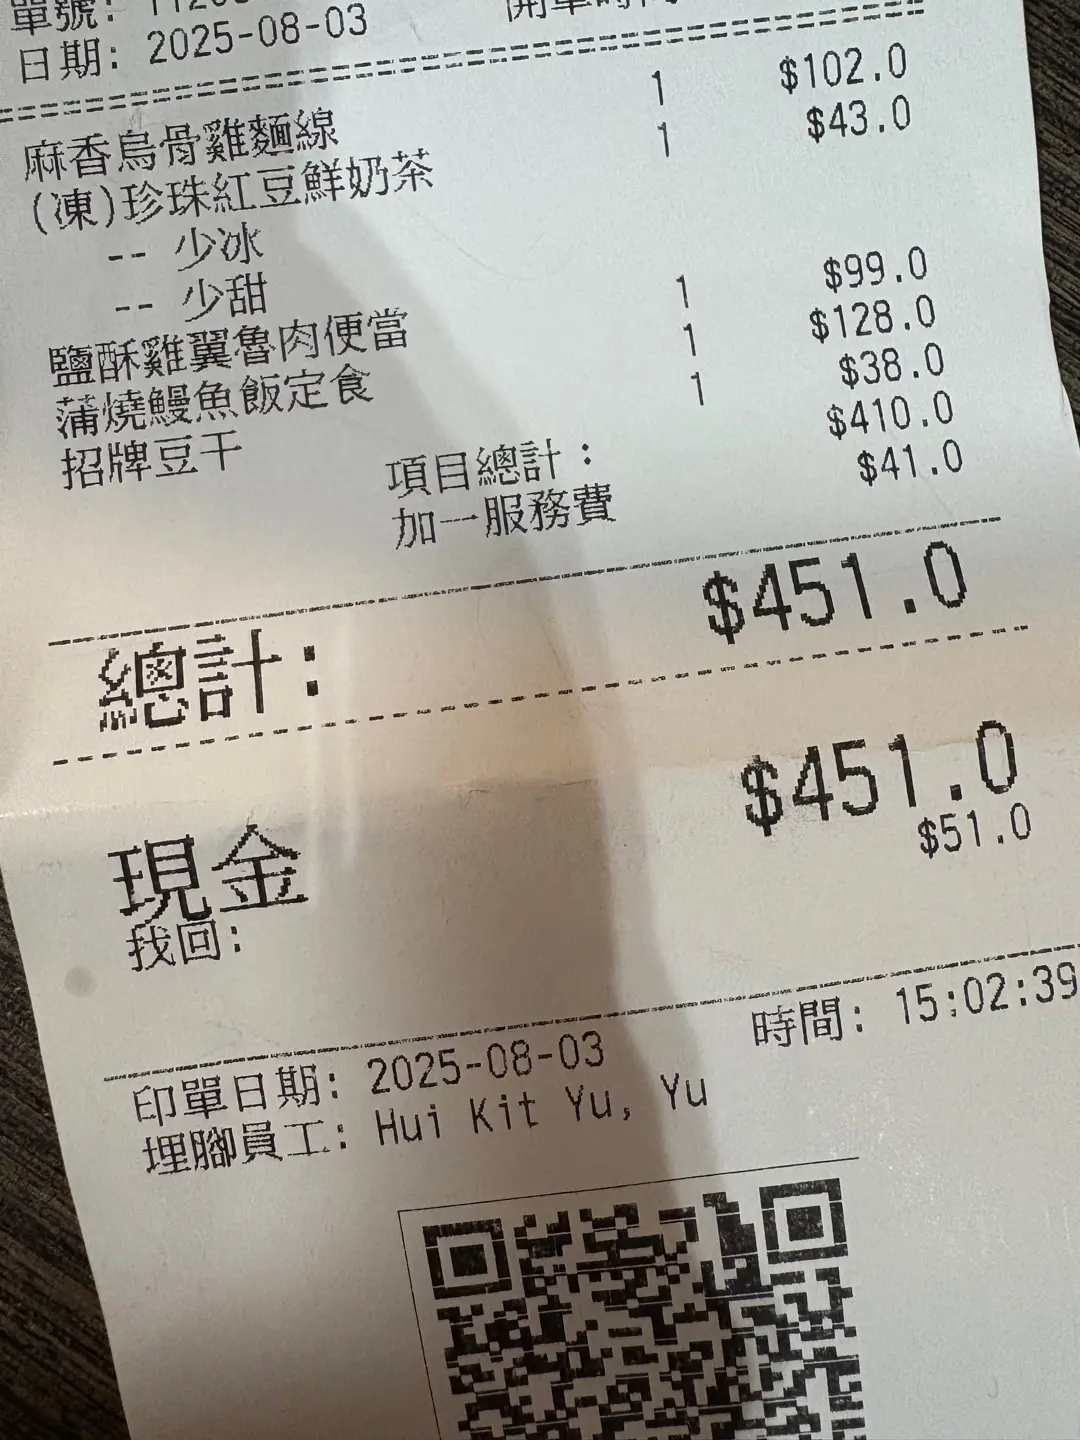 單號: 
日期: 2025-08-03
麻香烏骨雞麵線 1 $102.0
(凍)珍珠紅豆鮮奶茶 1 $43.0
-- 少冰
-- 少甜
鹽酥雞翼魯肉便當 1 $99.0
蒲燒鰻魚飯定食 1 $128.0
招牌豆干 1 $38.0
項目總計： $410.0
加一服務費 $41.0
總計: $451.0
現金 $451.0
找回: $51.0
印單日期: 2025-08-03 時間: 15:02:39
埋腳員工: Hui Kit Yu, Yu